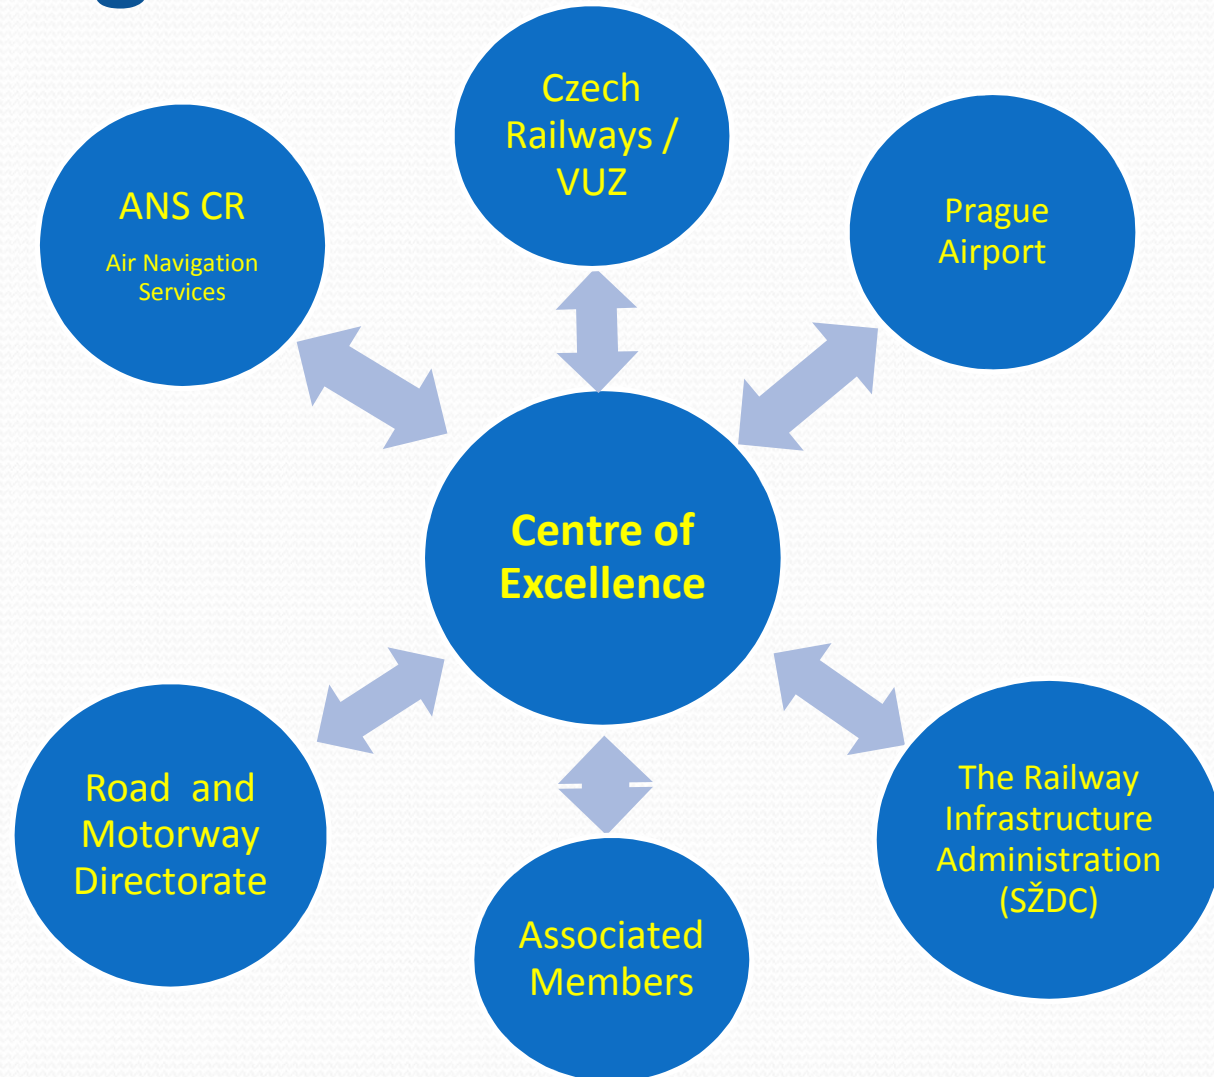 Czech
Railways /
VUZ
ANS CR
Air Navigation
Services
Prague
Airport
Centre of
Excellence
Road and
Motorway
Directorate
The Railway
Infrastructure
Administration
(SŽDC)
Associated
Members